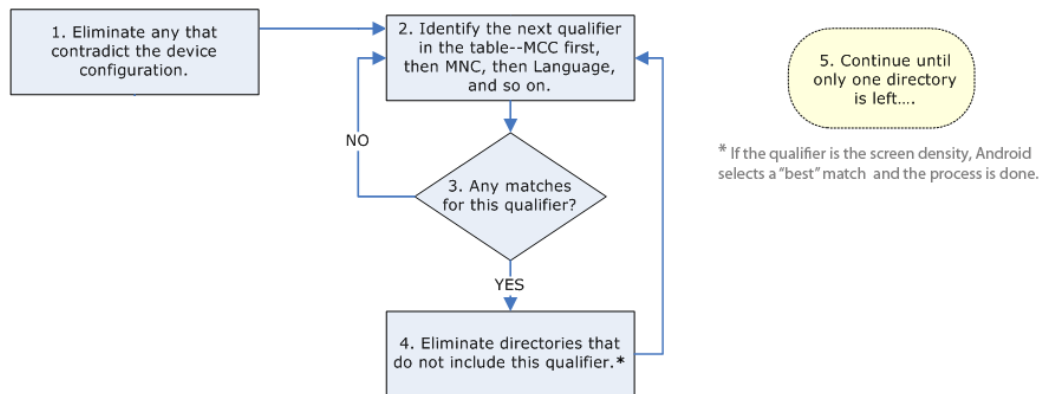 1. Eliminate any that
contradict the device
configuration.
2. Identify the next qualifier
in the table--MCC first,
then MNC, then Language,
and so on.
NO
3. Any matches
for this qualifier?
YES
4. Eliminate directories that
do not include this qualifier.*
5. Continue until
only one directory
is left....
* If the qualifier is the screen density, Android
selects a "best" match and the process is done.